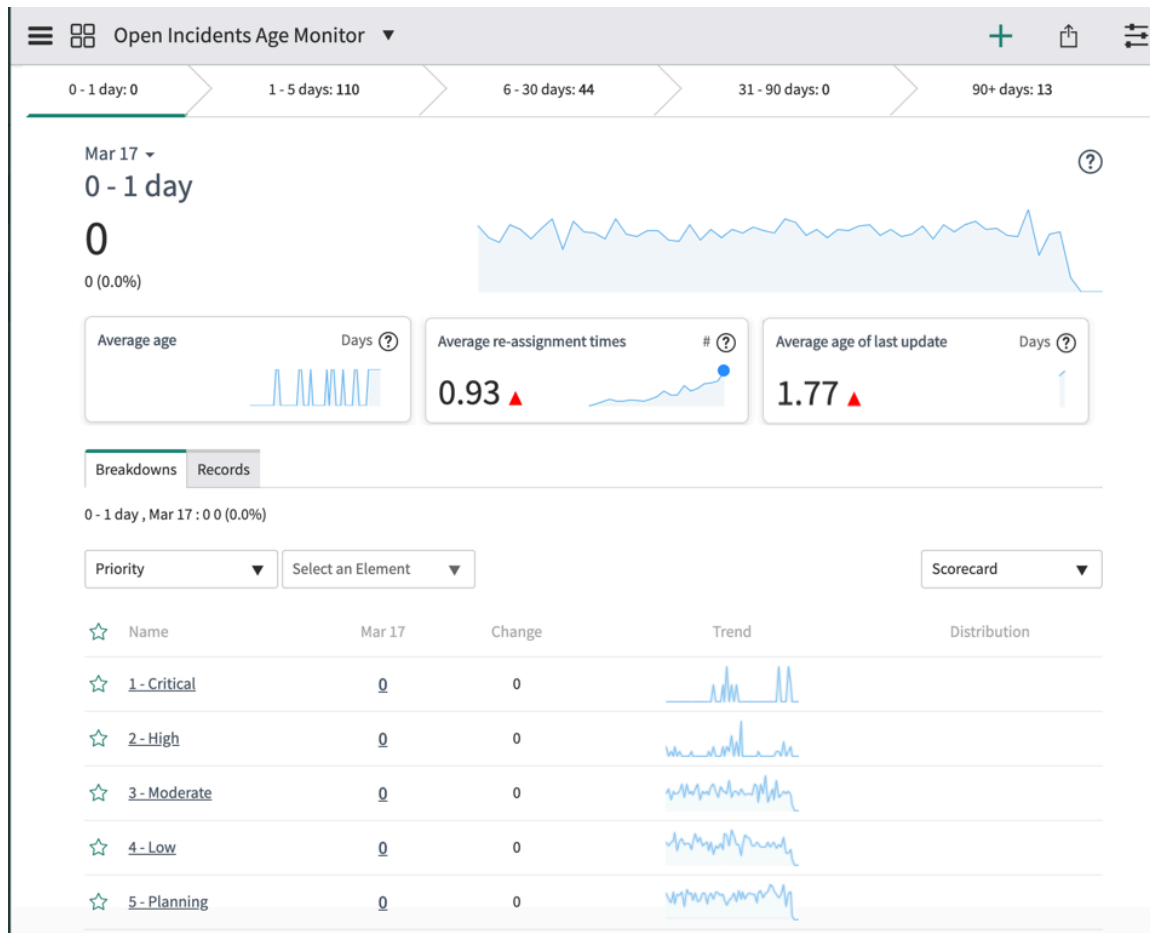 Open Incidents Age Monitor
0 - 1 day: 0
1 - 5 days: 110
6 - 30 days: 44
31 - 90 days: 0
90+ days: 13
Mar 17
0 - 1 day
0
0 (0.0%)
Average age Days ?
Average re-assignment times # ?
0.93
Average age of last update Days ?
1.77
Breakdowns Records
0 - 1 day , Mar 17 : 0 0 (0.0%)
Priority Select an Element Scorecard
Name Mar 17 Change Trend Distribution
1 - Critical 0 0
2 - High 0 0
3 - Moderate 0 0
4 - Low 0 0
5 - Planning 0 0